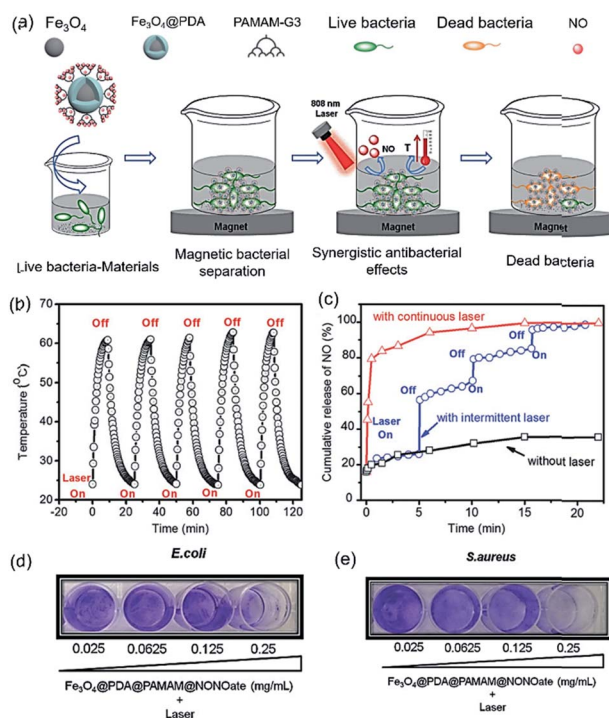 (a)
Fe3O4
Fe3O4@PDA
PAMAM-G3
Live bacteria
Dead bacteria
NO
808 nm
Laser
NO
T
Magnet
Magnet
Magnet
Live bacteria-Materials
Magnetic bacterial
separation
Synergistic antibacterial
effects
Dead bacteria
(b)
Temperature (°C)
70
60
50
40
30
20
Off
Off
Off
Off
Off
Laser
On
On
On
On
On
-20
0
20
40
60
80
100
120
Time (min)
(c)
Cumulative release of NO (%)
100
80
60
40
20
0
with continuous laser
Off
On
Off
On
Off
Laser
On
On
with intermittent laser
without laser
0
5
10
15
20
Time (min)
(d)
E.coli
0.025
0.0625
0.125
0.25
Fe3O4@PDA@PAMAM@NONOate (mg/mL)
+
Laser
(e)
S.aureus
0.025
0.0625
0.125
0.25
Fe3O4@PDA@PAMAM@NONOate (mg/mL)
+
Laser